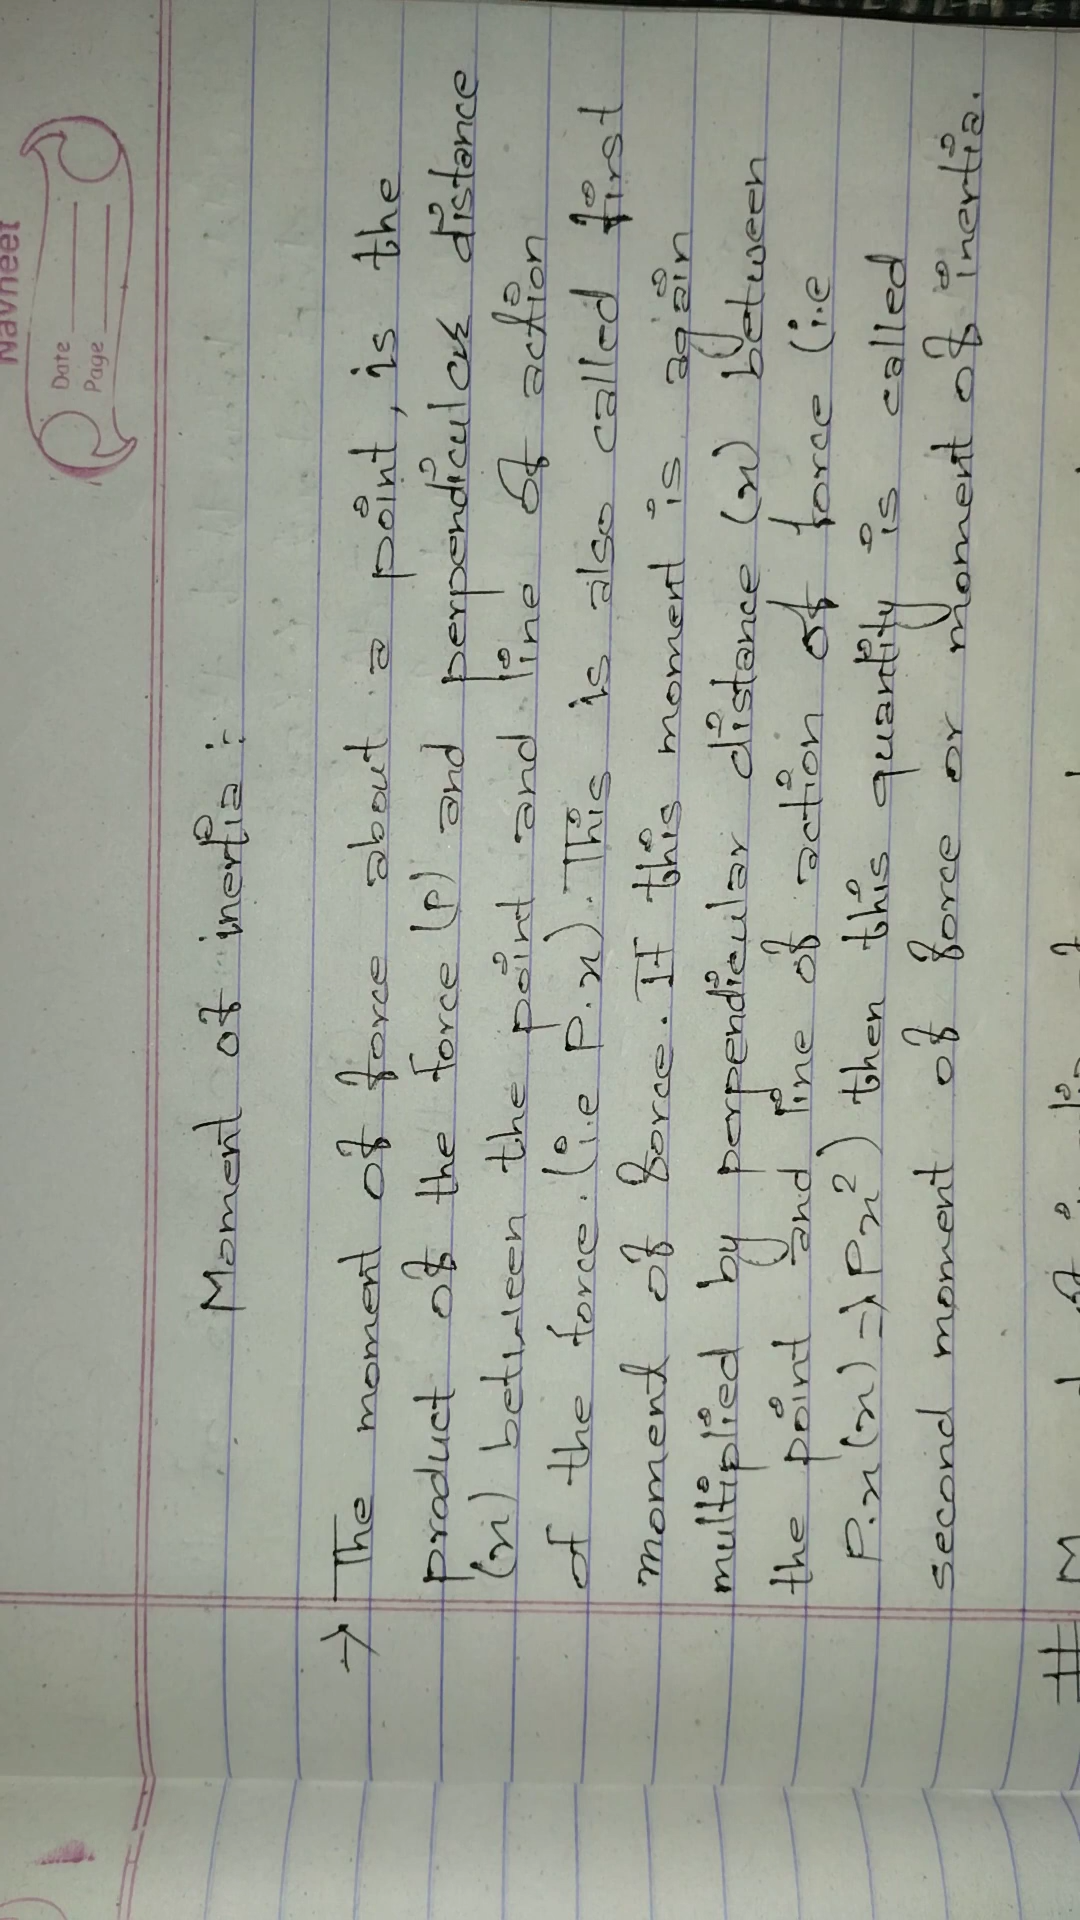 Navneet
Date
Page
Moment of inertia :
→ The moment of force about a point, is the
product of the force (P) and perpendicular distance
(x) between the point and line of action
of the force. (i.e P.x). This is also called first
moment of force. If this moment is again
multiplied by perpendicular distance (x) between
the point and line of action of force (i.e
P.x(x) => Px²) then this quantity is called
second moment of force or moment of inertia.
#